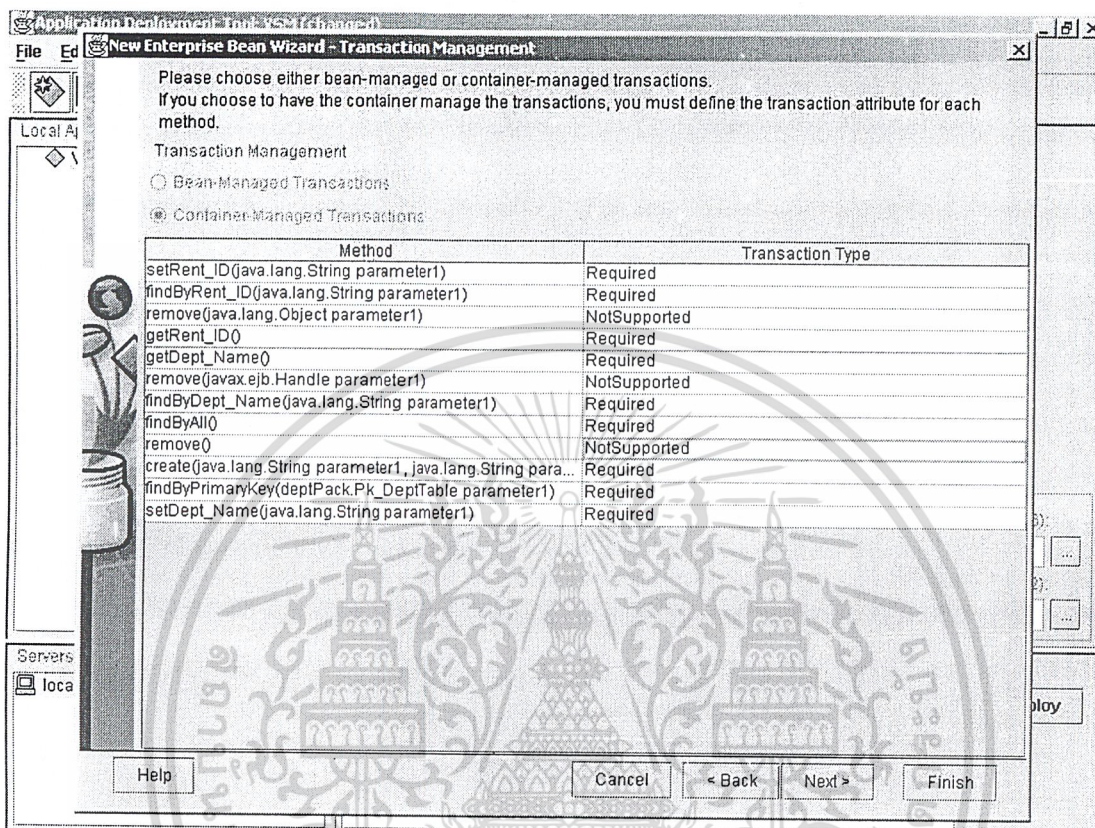 Application Deployment Tool: YSM (changed)
File Ed
New Enterprise Bean Wizard - Transaction Management
Please choose either bean-managed or container-managed transactions.
If you choose to have the container manage the transactions, you must define the transaction attribute for each
method.
Local A
Transaction Management
Bean-Managed Transactions
Container-Managed Transactions
Method Transaction Type
setRent_ID(java.lang.String parameter1) Required
findByRent_ID(java.lang.String parameter1) Required
remove(java.lang.Object parameter1) NotSupported
getRent_ID() Required
getDept_Name() Required
remove(javax.ejb.Handle parameter1) NotSupported
findByDept_Name(java.lang.String parameter1) Required
findByAll() Required
remove() NotSupported
create(java.lang.String parameter1, java.lang.String para... Required
findByPrimaryKey(deptPack.Pk_DeptTable parameter1) Required
setDept_Name(java.lang.String parameter1) Required
...
...
Servers
loca
ploy
Help Cancel < Back Next > Finish